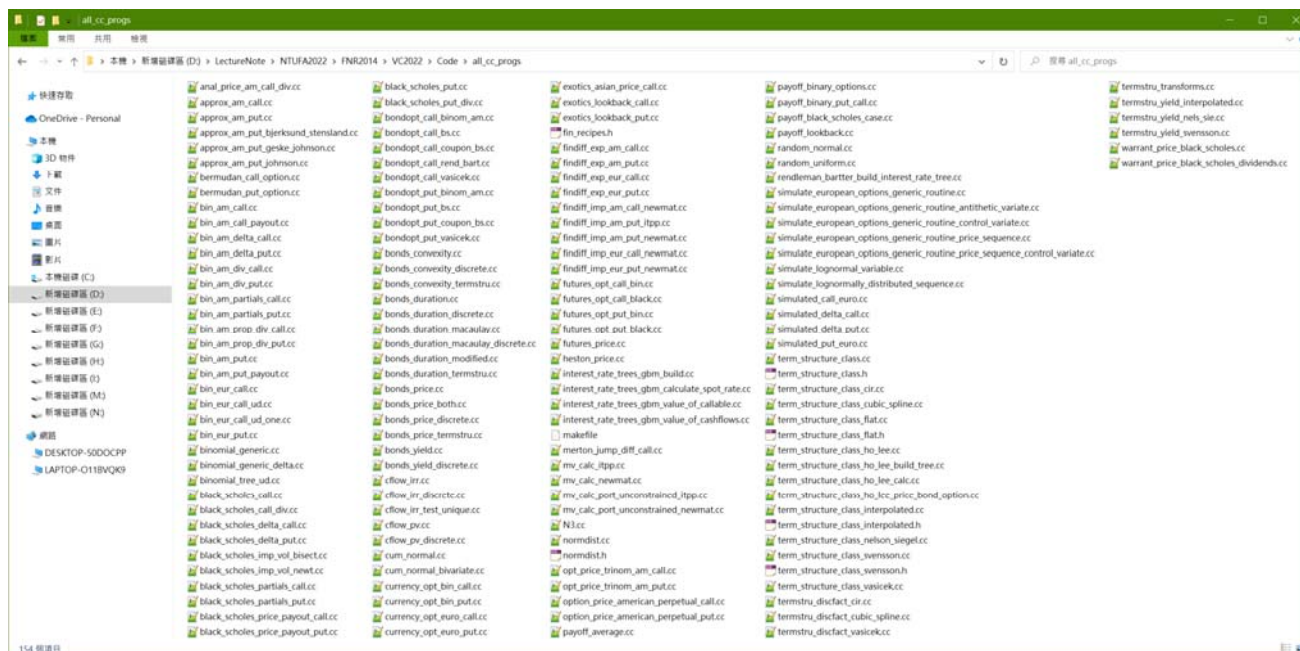 all_cc_progs
檔案 常用 共用 檢視
本機 › 新增磁碟區 (D:) › LectureNote › NTUFA2022 › FNR2014 › VC2022 › Code › all_cc_progs
搜尋 all_cc_progs
快速存取
OneDrive - Personal
本機
3D 物件
下載
文件
音樂
桌面
圖片
影片
本機磁碟 (C:)
新增磁碟區 (D:)
新增磁碟區 (E:)
新增磁碟區 (F:)
新增磁碟區 (G:)
新增磁碟區 (H:)
新增磁碟區 (I:)
新增磁碟區 (M:)
新增磁碟區 (N:)
網路
DESKTOP-50DOCPP
LAPTOP-O11BVQK9
anal_price_am_call_div.cc
approx_am_call.cc
approx_am_put.cc
approx_am_put_bjerksund_stensland.cc
approx_am_put_geske_johnson.cc
approx_am_put_johnson.cc
bermudan_call_option.cc
bermudan_put_option.cc
bin_am_call.cc
bin_am_call_payout.cc
bin_am_delta_call.cc
bin_am_delta_put.cc
bin_am_div_call.cc
bin_am_div_put.cc
bin_am_partials_call.cc
bin_am_partials_put.cc
bin_am_prop_div_call.cc
bin_am_prop_div_put.cc
bin_am_put.cc
bin_am_put_payout.cc
bin_eur_call.cc
bin_eur_call_ud.cc
bin_eur_call_ud_one.cc
bin_eur_put.cc
binomial_generic.cc
binomial_generic_delta.cc
binomial_tree_ud.cc
black_scholes_call.cc
black_scholes_call_div.cc
black_scholes_delta_call.cc
black_scholes_delta_put.cc
black_scholes_imp_vol_bisect.cc
black_scholes_imp_vol_newt.cc
black_scholes_partials_call.cc
black_scholes_partials_put.cc
black_scholes_price_payout_call.cc
black_scholes_price_payout_put.cc
black_scholes_put.cc
black_scholes_put_div.cc
bondopt_call_binom_am.cc
bondopt_call_bs.cc
bondopt_call_coupon_bs.cc
bondopt_call_rend_bart.cc
bondopt_call_vasicek.cc
bondopt_put_binom_am.cc
bondopt_put_bs.cc
bondopt_put_coupon_bs.cc
bondopt_put_vasicek.cc
bonds_convexity.cc
bonds_convexity_discrete.cc
bonds_convexity_termstru.cc
bonds_duration.cc
bonds_duration_discrete.cc
bonds_duration_macaulay.cc
bonds_duration_macaulay_discrete.cc
bonds_duration_modified.cc
bonds_duration_termstru.cc
bonds_price.cc
bonds_price_both.cc
bonds_price_discrete.cc
bonds_price_termstru.cc
bonds_yield.cc
bonds_yield_discrete.cc
cflow_irr.cc
cflow_irr_discrete.cc
cflow_irr_test_unique.cc
cflow_pv.cc
cflow_pv_discrete.cc
cum_normal.cc
cum_normal_bivariate.cc
currency_opt_bin_call.cc
currency_opt_bin_put.cc
currency_opt_euro_call.cc
currency_opt_euro_put.cc
exotics_asian_price_call.cc
exotics_lookback_call.cc
exotics_lookback_put.cc
fin_recipes.h
findiff_exp_am_call.cc
findiff_exp_am_put.cc
findiff_exp_eur_call.cc
findiff_exp_eur_put.cc
findiff_imp_am_call_newmat.cc
findiff_imp_am_put_itpp.cc
findiff_imp_am_put_newmat.cc
findiff_imp_eur_call_newmat.cc
findiff_imp_eur_put_newmat.cc
futures_opt_call_bin.cc
futures_opt_call_black.cc
futures_opt_put_bin.cc
futures_opt_put_black.cc
futures_price.cc
heston_price.cc
interest_rate_trees_gbm_build.cc
interest_rate_trees_gbm_calculate_spot_rate.cc
interest_rate_trees_gbm_value_of_callable.cc
interest_rate_trees_gbm_value_of_cashflows.cc
makefile
merton_jump_diff_call.cc
mv_calc_itpp.cc
mv_calc_newmat.cc
mv_calc_port_unconstrained_itpp.cc
mv_calc_port_unconstrained_newmat.cc
N3.cc
normdist.cc
normdist.h
opt_price_trinom_am_call.cc
opt_price_trinom_am_put.cc
option_price_american_perpetual_call.cc
option_price_american_perpetual_put.cc
payoff_average.cc
payoff_binary_options.cc
payoff_binary_put_call.cc
payoff_black_scholes_case.cc
payoff_lookback.cc
random_normal.cc
random_uniform.cc
rendleman_bartter_build_interest_rate_tree.cc
simulate_european_options_generic_routine.cc
simulate_european_options_generic_routine_antithetic_variate.cc
simulate_european_options_generic_routine_control_variate.cc
simulate_european_options_generic_routine_price_sequence.cc
simulate_european_options_generic_routine_price_sequence_control_variate.cc
simulate_lognormal_variable.cc
simulate_lognormally_distributed_sequence.cc
simulated_call_euro.cc
simulated_delta_call.cc
simulated_delta_put.cc
simulated_put_euro.cc
term_structure_class.cc
term_structure_class.h
term_structure_class_cir.cc
term_structure_class_cubic_spline.cc
term_structure_class_flat.cc
term_structure_class_flat.h
term_structure_class_ho_lee.cc
term_structure_class_ho_lee_build_tree.cc
term_structure_class_ho_lee_calc.cc
term_structure_class_ho_lee_price_bond_option.cc
term_structure_class_interpolated.cc
term_structure_class_interpolated.h
term_structure_class_nelson_siegel.cc
term_structure_class_svensson.cc
term_structure_class_svensson.h
term_structure_class_vasicek.cc
termstru_discfact_cir.cc
termstru_discfact_cubic_spline.cc
termstru_discfact_vasicek.cc
termstru_transforms.cc
termstru_yield_interpolated.cc
termstru_yield_nels_sie.cc
termstru_yield_svensson.cc
warrant_price_black_scholes.cc
warrant_price_black_scholes_dividends.cc
154 個項目